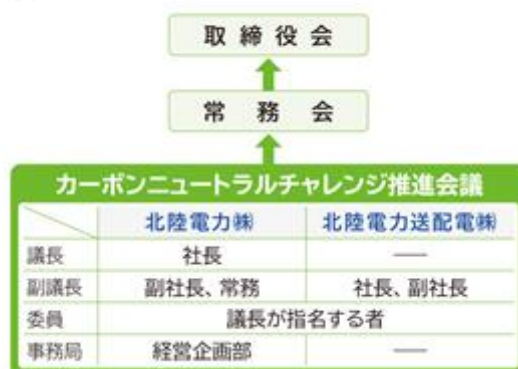 取締役会
常務会
カーボンニュートラルチャレンジ推進会議
北陸電力㈱ 北陸電力送配電㈱
議長 社長 ―
副議長 副社長、常務 社長、副社長
委員 議長が指名する者
事務局 経営企画部 ―